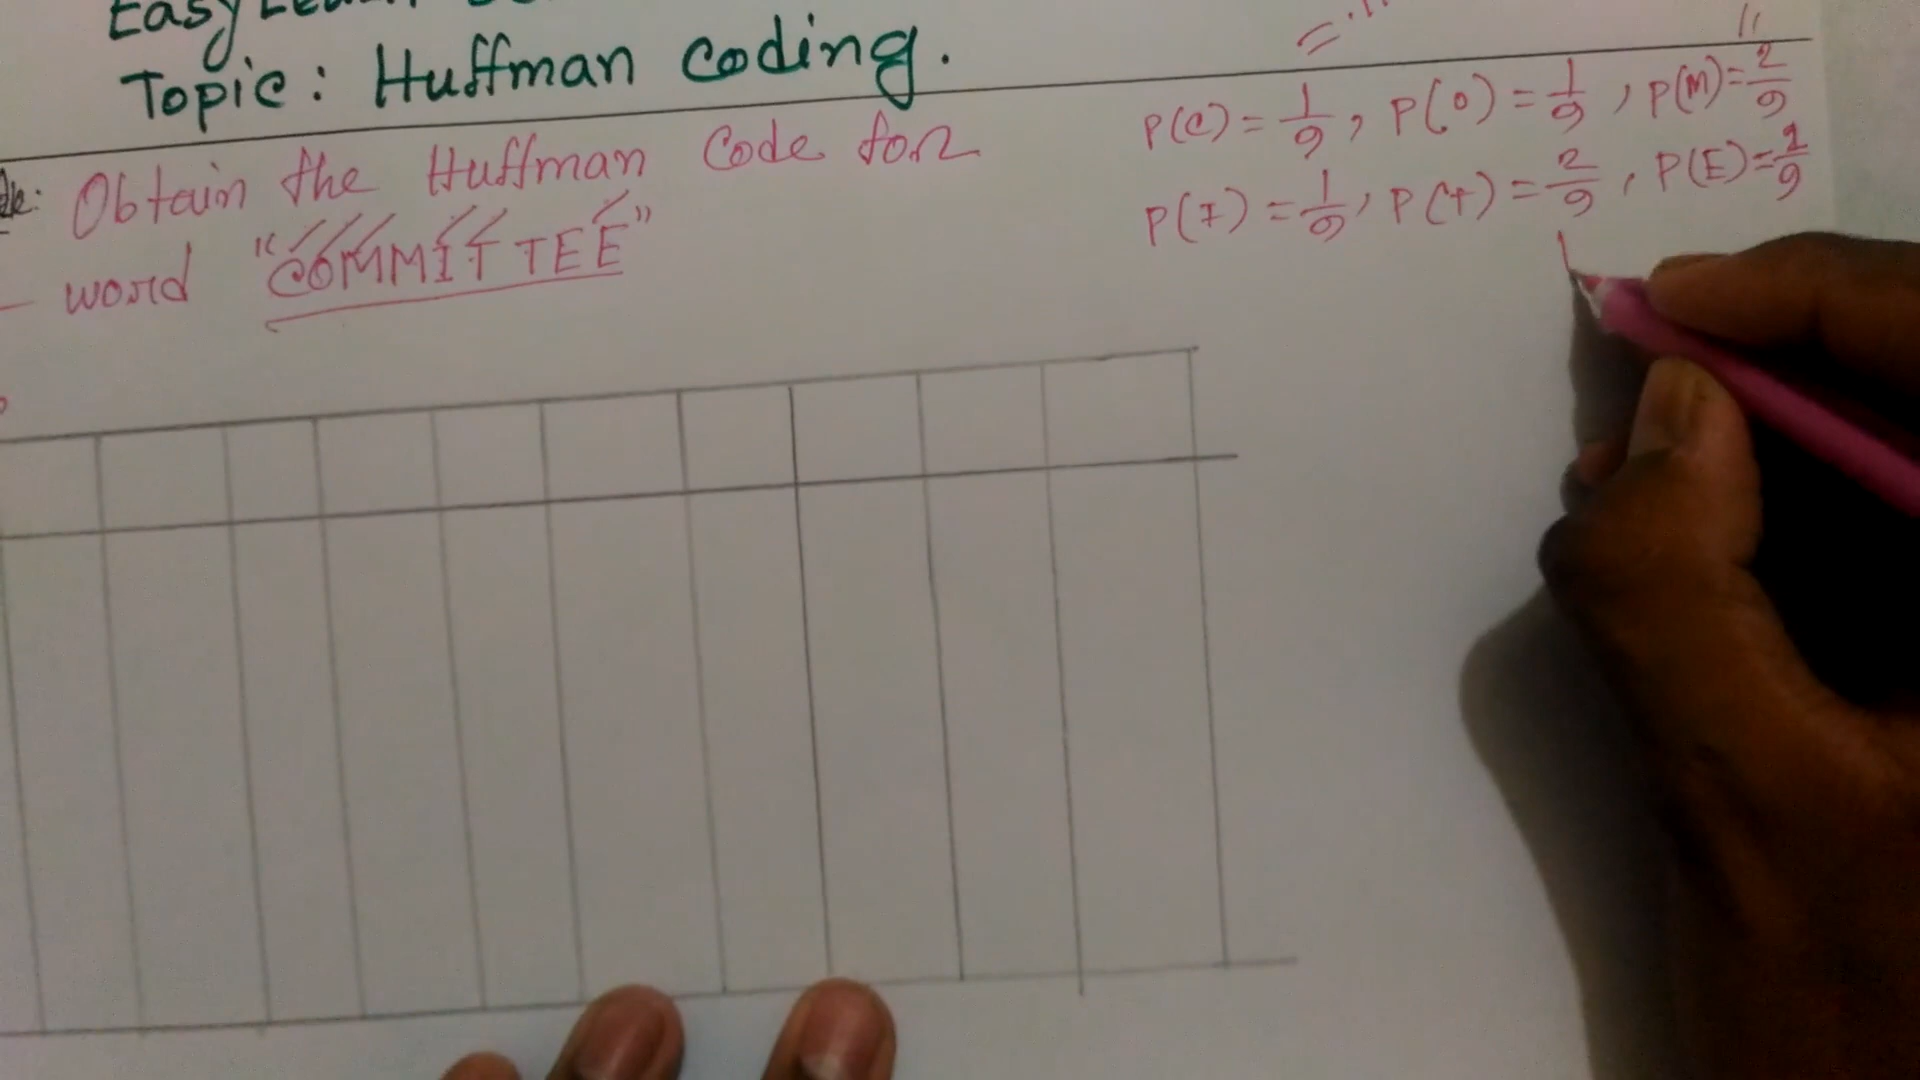 Topic: Huffman Coding.
Obtain the Huffman Code for
word "COMMITTEE"
P(C) = 1/9, P(O) = 1/9, P(M) = 2/9
P(I) = 1/9, P(T) = 2/9, P(E) = 2/9